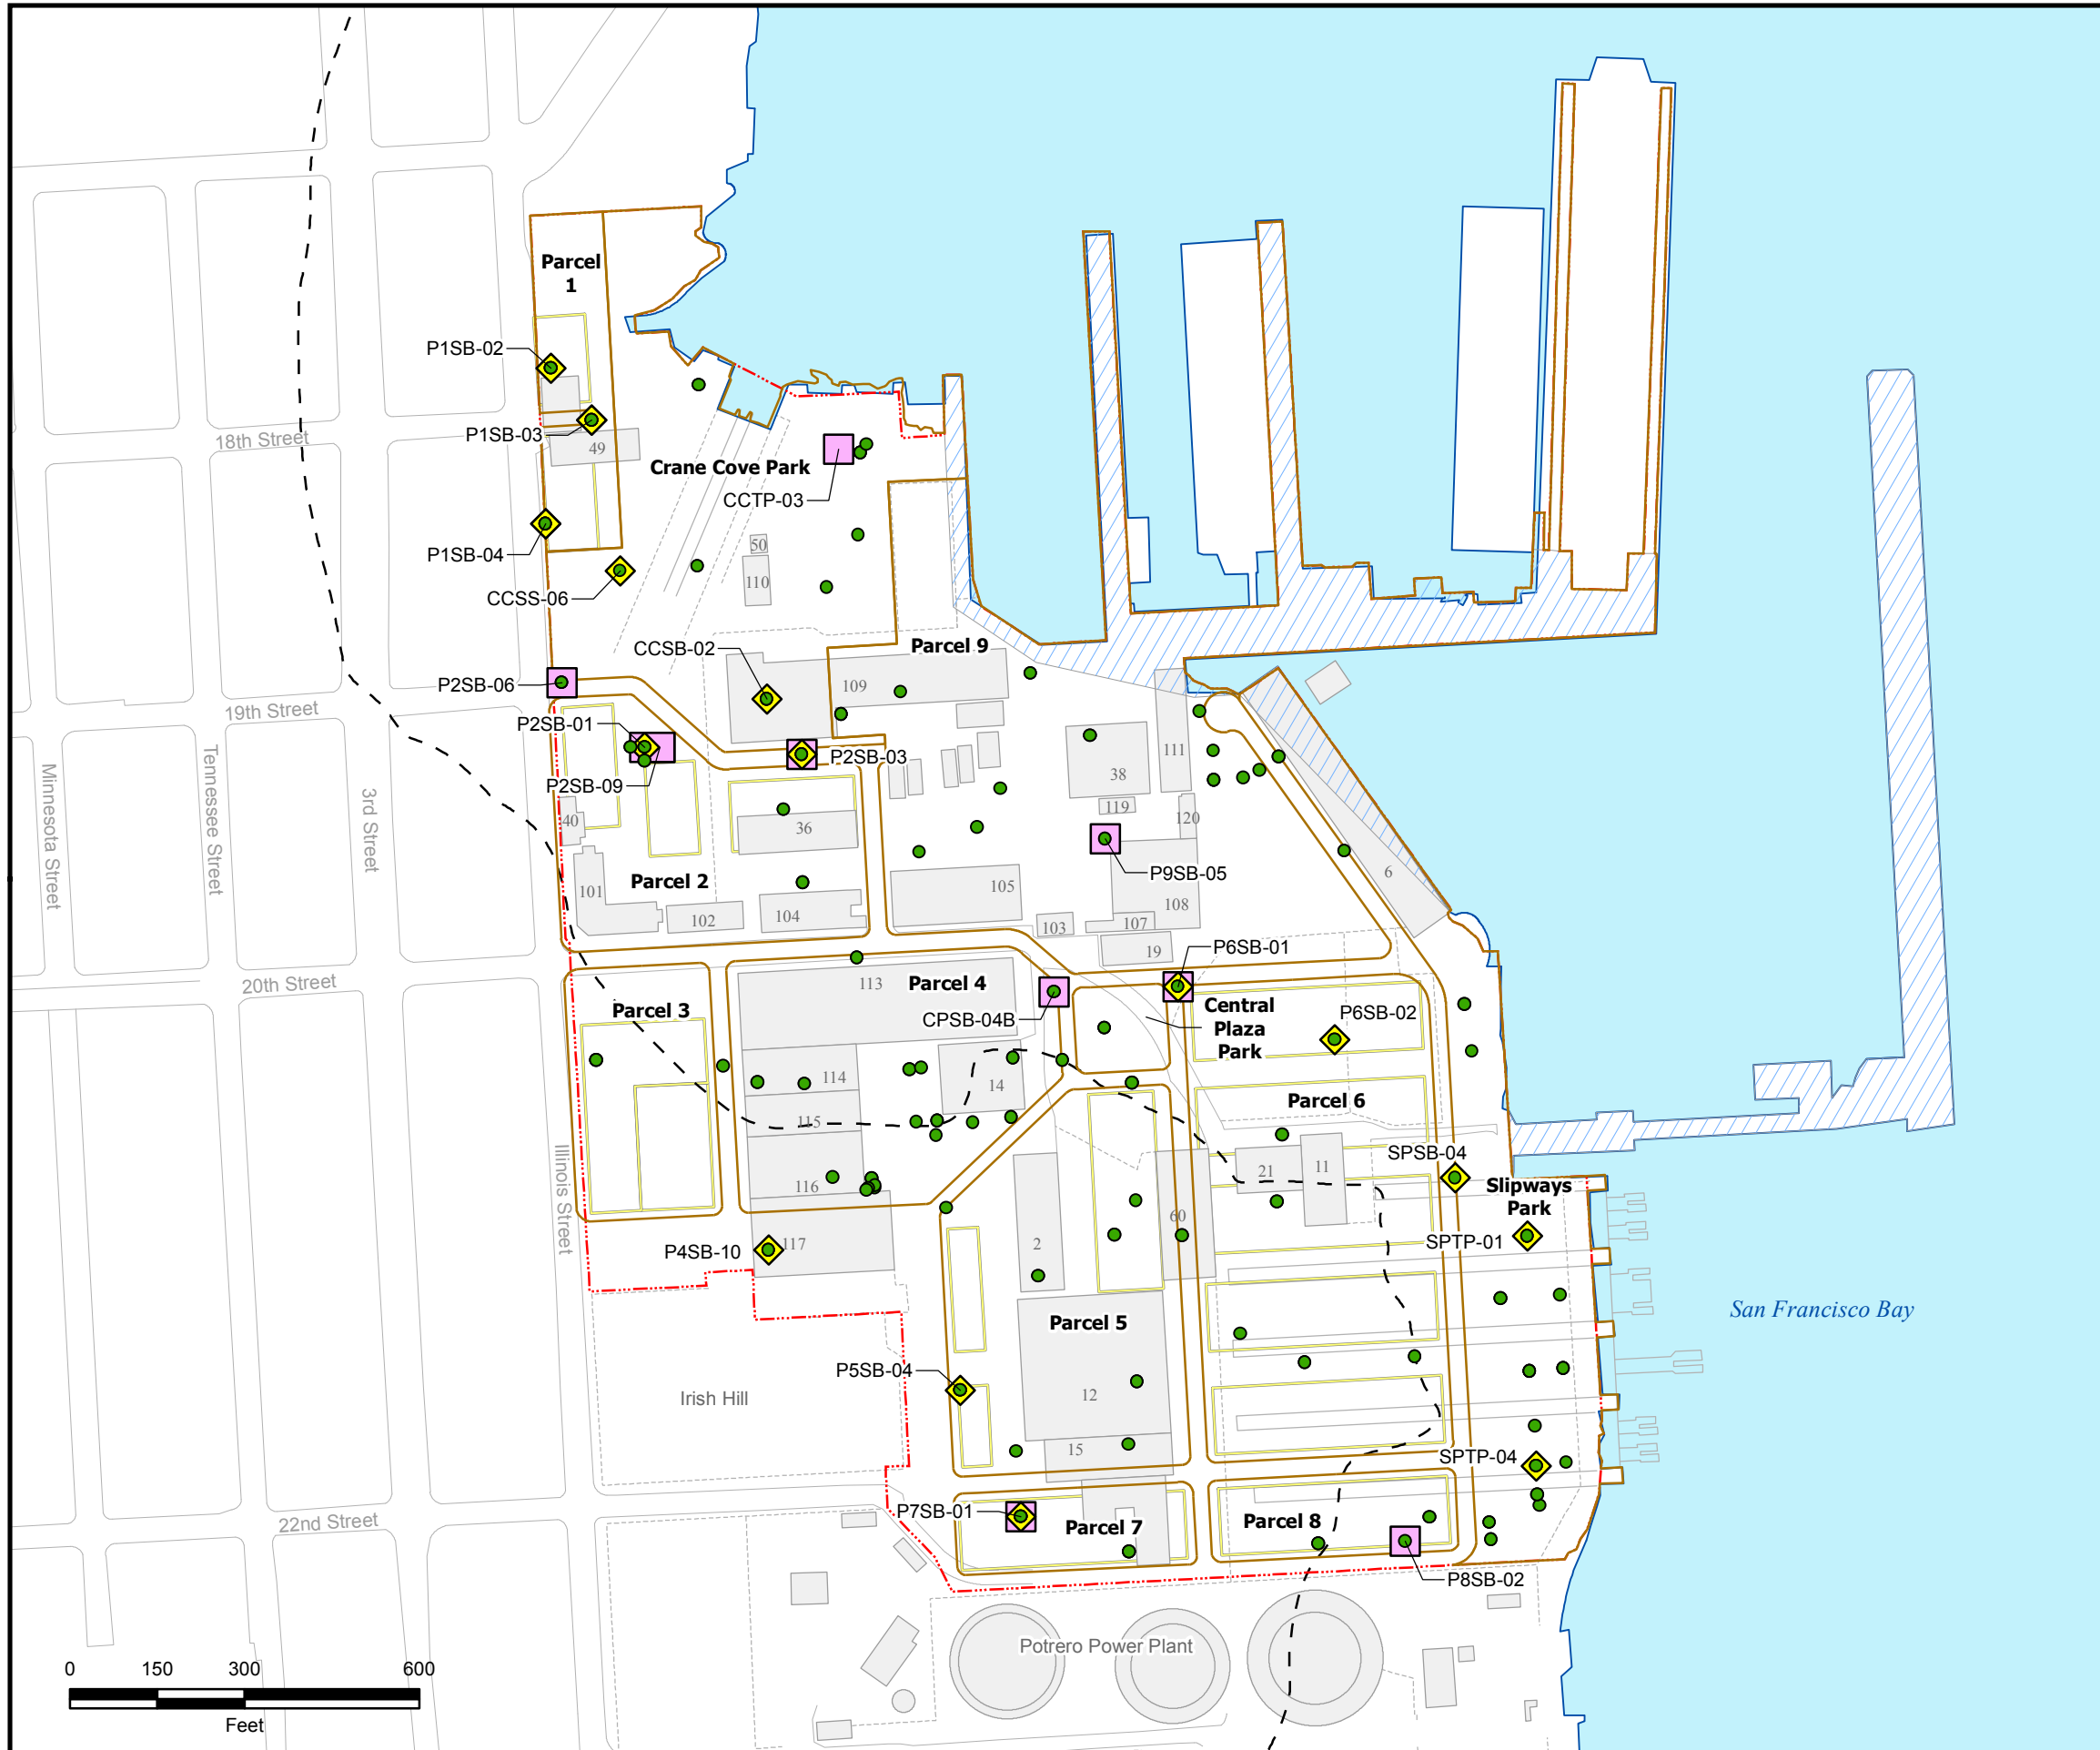 Parcel
1
P1SB-02
P1SB-03
49
18th Street
Crane Cove Park
CCTP-03
P1SB-04
50
110
CCSS-06
CCSB-02
Parcel 9
P2SB-06
109
19th Street
P2SB-01
P2SB-03
P2SB-09
111
38
119
120
40
36
Minnesota Street
Tennessee Street
3rd Street
P9SB-05
6
Parcel 2
101
105
102
104
108
103
107
19
P6SB-01
20th Street
113
Parcel 4
Parcel 3
CPSB-04B
Central
Plaza
Park
P6SB-02
114
14
115
Parcel 6
Illinois Street
SPSB-04
21
11
116
Slipways
Park
60
P4SB-10
117
2
SPTP-01
San Francisco Bay
Parcel 5
P5SB-04
Irish Hill
12
15
SPTP-04
P7SB-01
22nd Street
Parcel 7
Parcel 8
P8SB-02
Potrero Power Plant
0 150 300 600
Feet